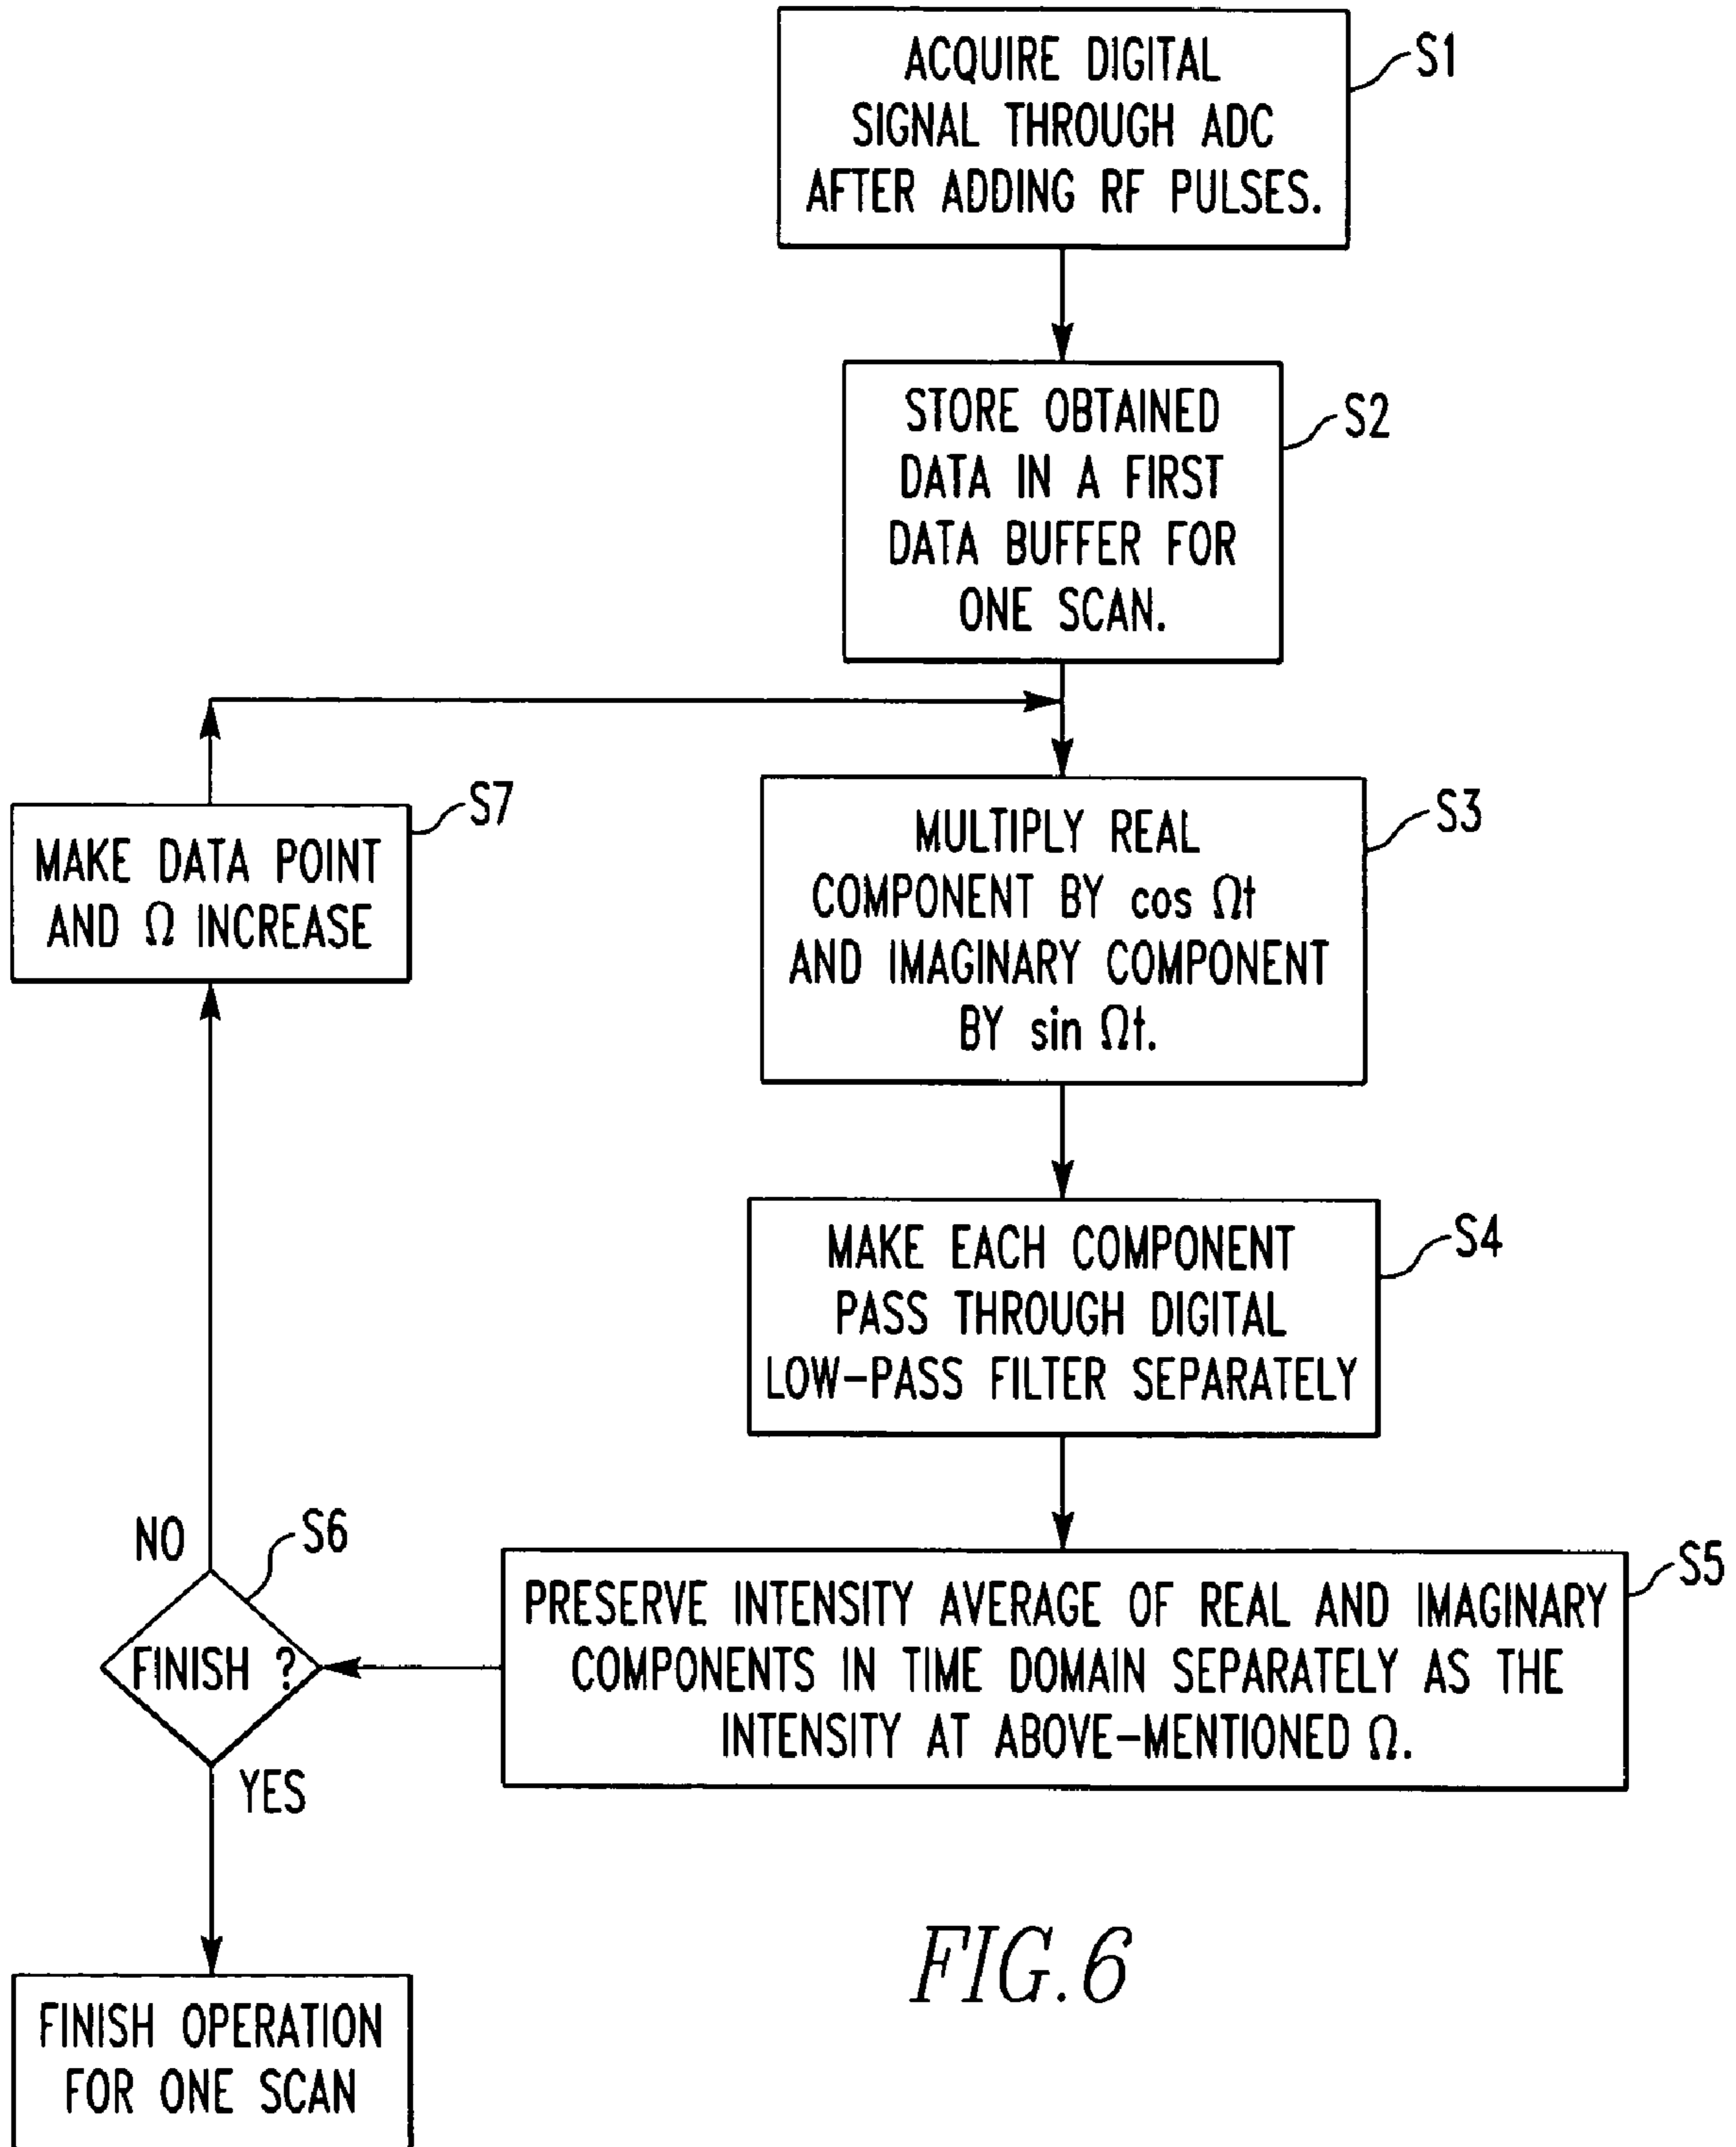 ACQUIRE DIGITAL
SIGNAL THROUGH ADC
AFTER ADDING RF PULSES.
S1
STORE OBTAINED
DATA IN A FIRST
DATA BUFFER FOR
ONE SCAN.
S2
MULTIPLY REAL
COMPONENT BY cos Ωt
AND IMAGINARY COMPONENT
BY sin Ωt.
S3
MAKE EACH COMPONENT
PASS THROUGH DIGITAL
LOW-PASS FILTER SEPARATELY
S4
PRESERVE INTENSITY AVERAGE OF REAL AND IMAGINARY
COMPONENTS IN TIME DOMAIN SEPARATELY AS THE
INTENSITY AT ABOVE-MENTIONED Ω.
S5
FINISH ?
S6
NO
MAKE DATA POINT
AND Ω INCREASE
S7
YES
FINISH OPERATION
FOR ONE SCAN
FIG.6